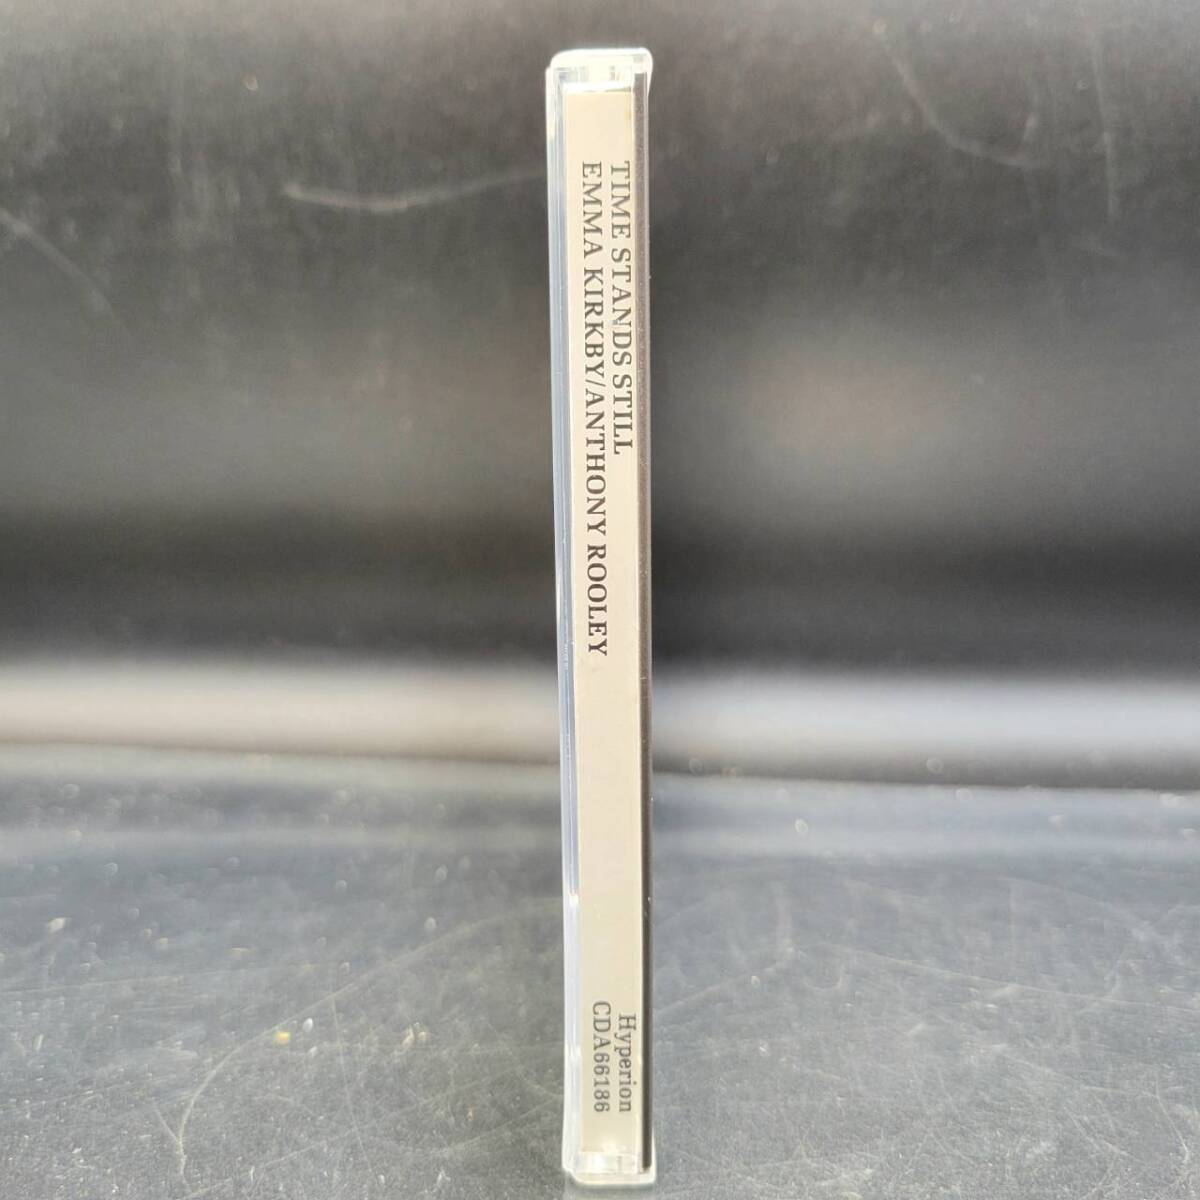 TIME STANDS STILL
EMMA KIRKBY/ANTHONY ROOLEY
Hyperion
CDA66186